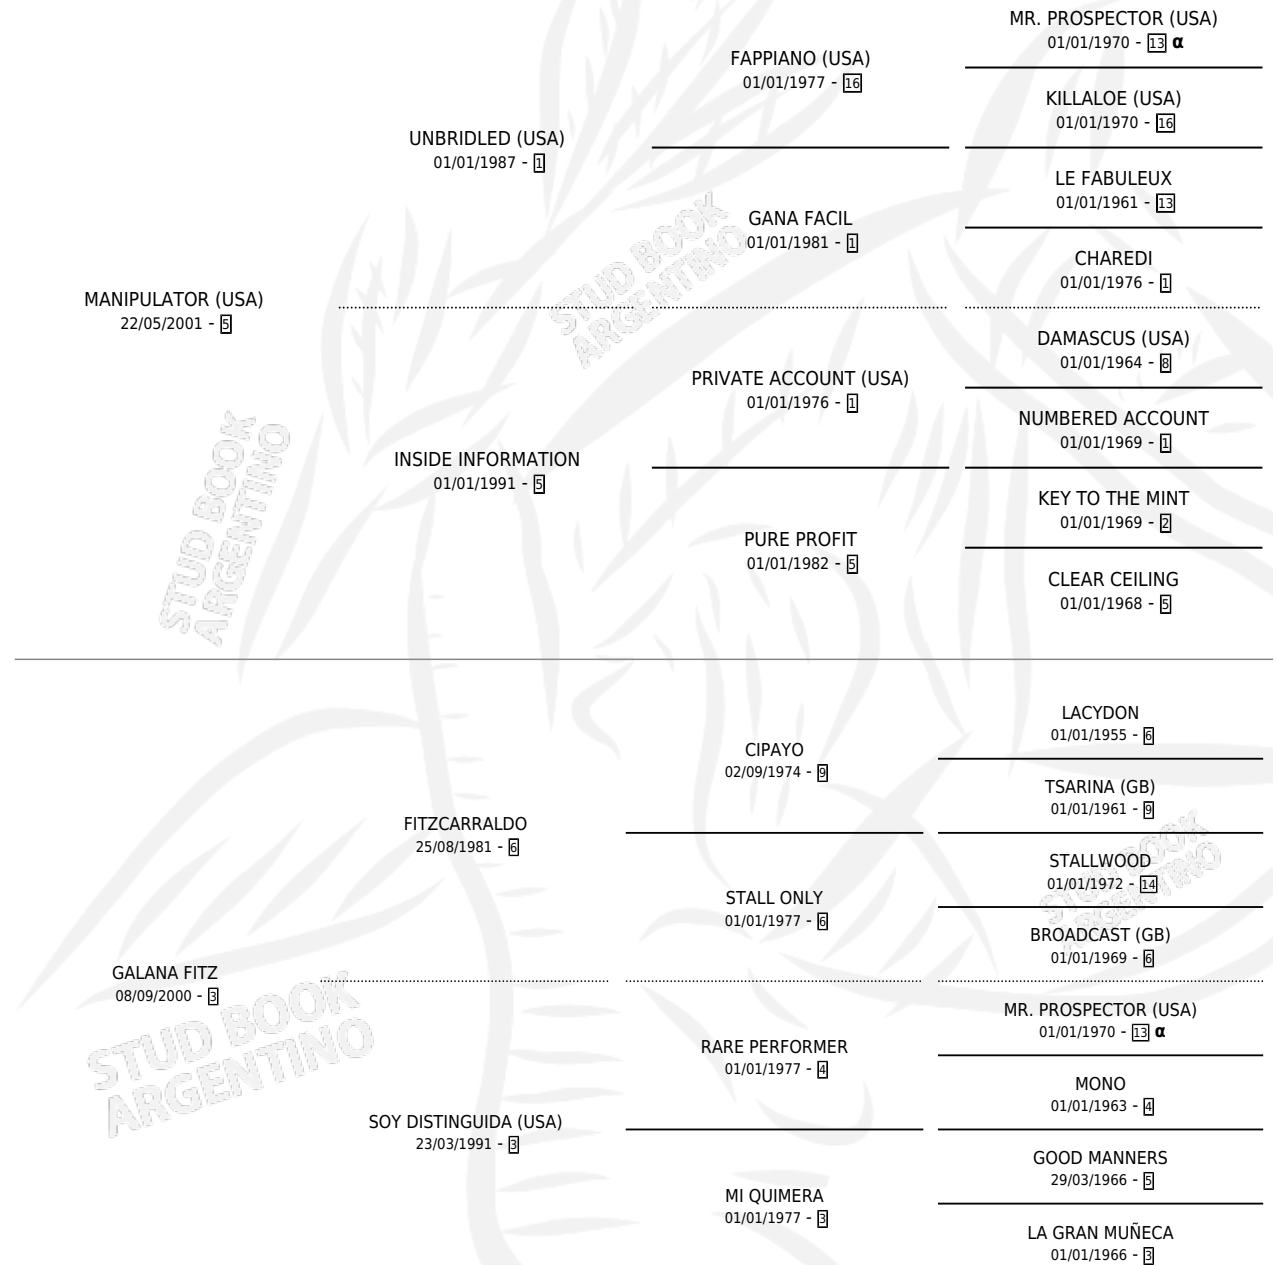 MR. PROSPECTOR (USA)
01/01/1970 - 13 α
FAPPIANO (USA)
01/01/1977 - 16
KILLALOE (USA)
01/01/1970 - 16
UNBRIDLED (USA)
01/01/1987 - 1
LE FABULEUX
01/01/1961 - 13
GANA FACIL
01/01/1981 - 1
CHAREDI
01/01/1976 - 1
MANIPULATOR (USA)
22/05/2001 - 5
DAMASCUS (USA)
01/01/1964 - 8
PRIVATE ACCOUNT (USA)
01/01/1976 - 1
NUMBERED ACCOUNT
01/01/1969 - 1
INSIDE INFORMATION
01/01/1991 - 5
KEY TO THE MINT
01/01/1969 - 2
PURE PROFIT
01/01/1982 - 5
CLEAR CEILING
01/01/1968 - 5
LACYDON
01/01/1955 - 6
CIPAYO
02/09/1974 - 9
TSARINA (GB)
01/01/1961 - 9
FITZCARRALDO
25/08/1981 - 6
STALLWOOD
01/01/1972 - 14
STALL ONLY
01/01/1977 - 6
BROADCAST (GB)
01/01/1969 - 6
GALANA FITZ
08/09/2000 - 3
MR. PROSPECTOR (USA)
01/01/1970 - 13 α
RARE PERFORMER
01/01/1977 - 4
MONO
01/01/1963 - 4
SOY DISTINGUIDA (USA)
23/03/1991 - 3
GOOD MANNERS
29/03/1966 - 5
MI QUIMERA
01/01/1977 - 3
LA GRAN MUÑECA
01/01/1966 - 3
STUD BOOK
ARGENTINO
STUD BOOK
ARGENTINO
STUD BOOK
ARGENTINO
STUD BOOK
ARGENTINO